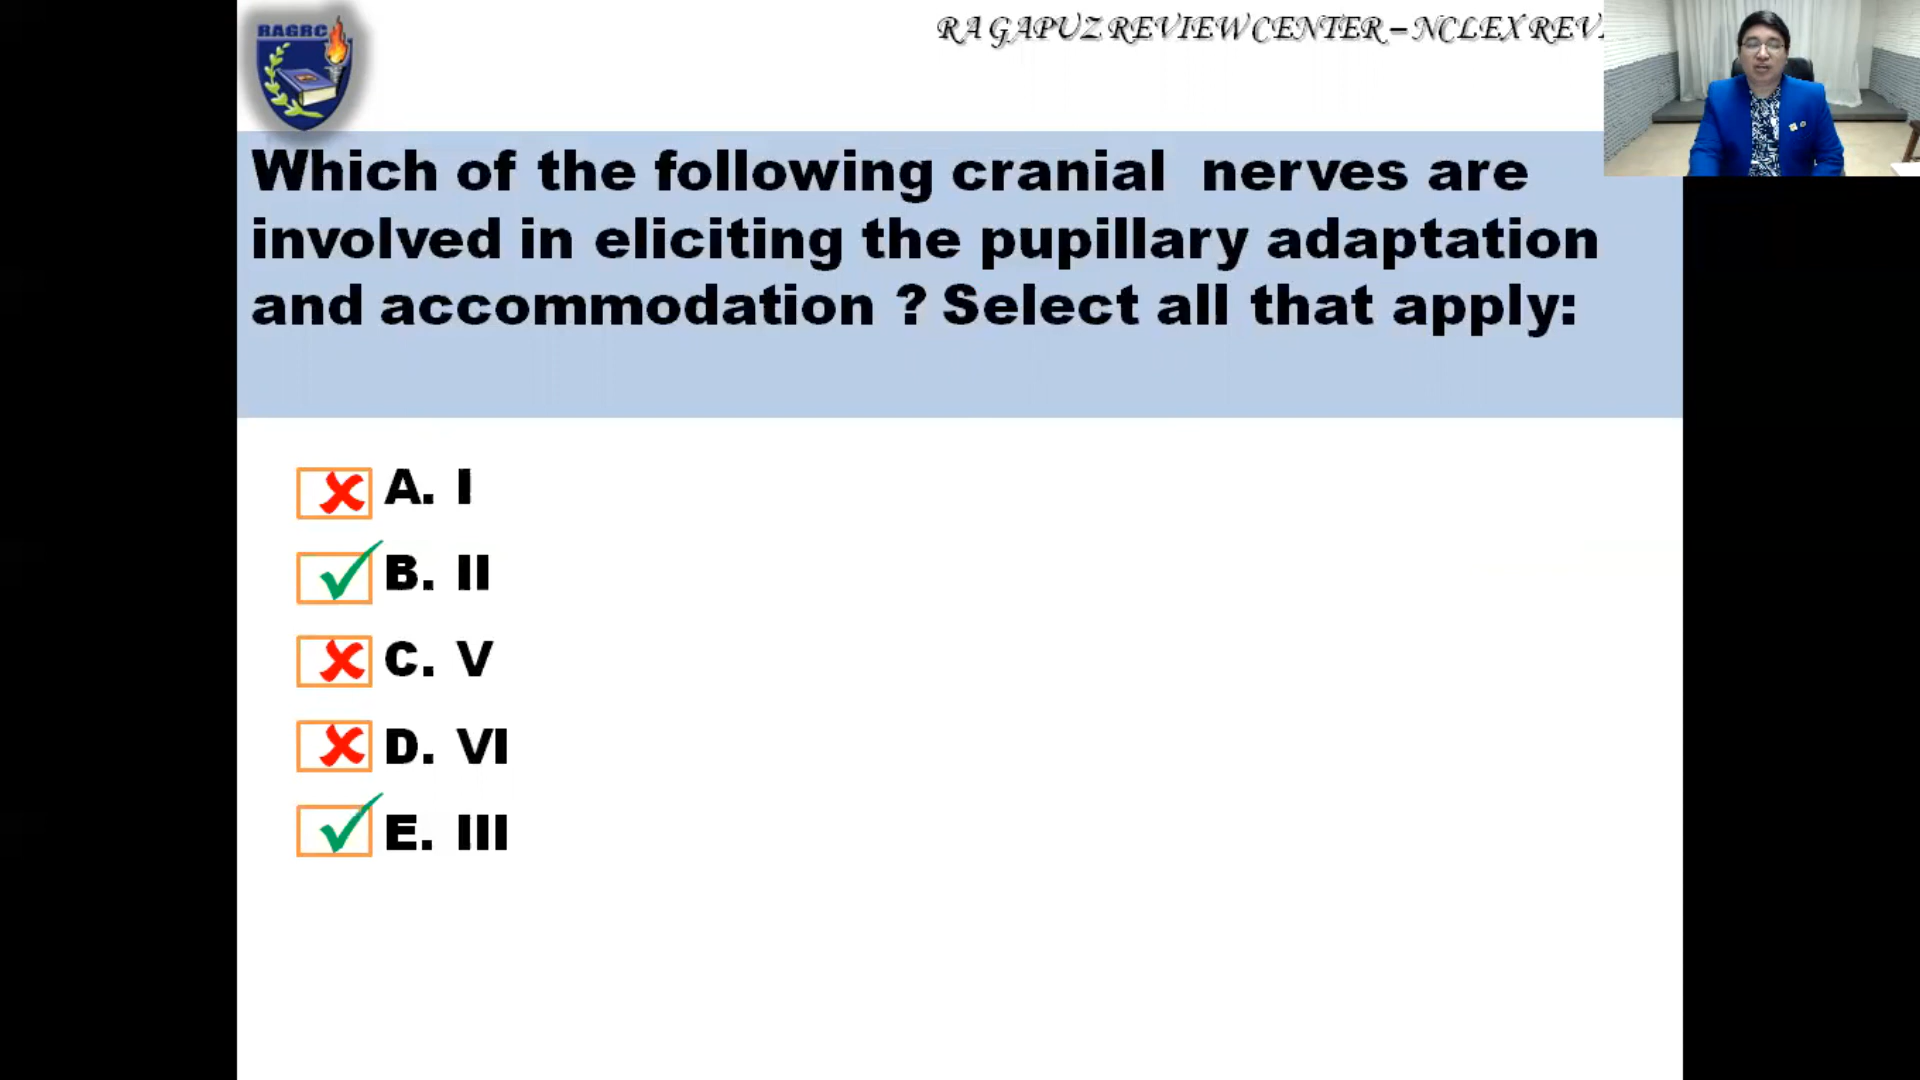 RAGRC
RA GAPUZ REVIEW CENTER – NCLEX REV
Which of the following cranial nerves are
involved in eliciting the pupillary adaptation
and accommodation ? Select all that apply:
A. I
B. II
C. V
D. VI
E. III